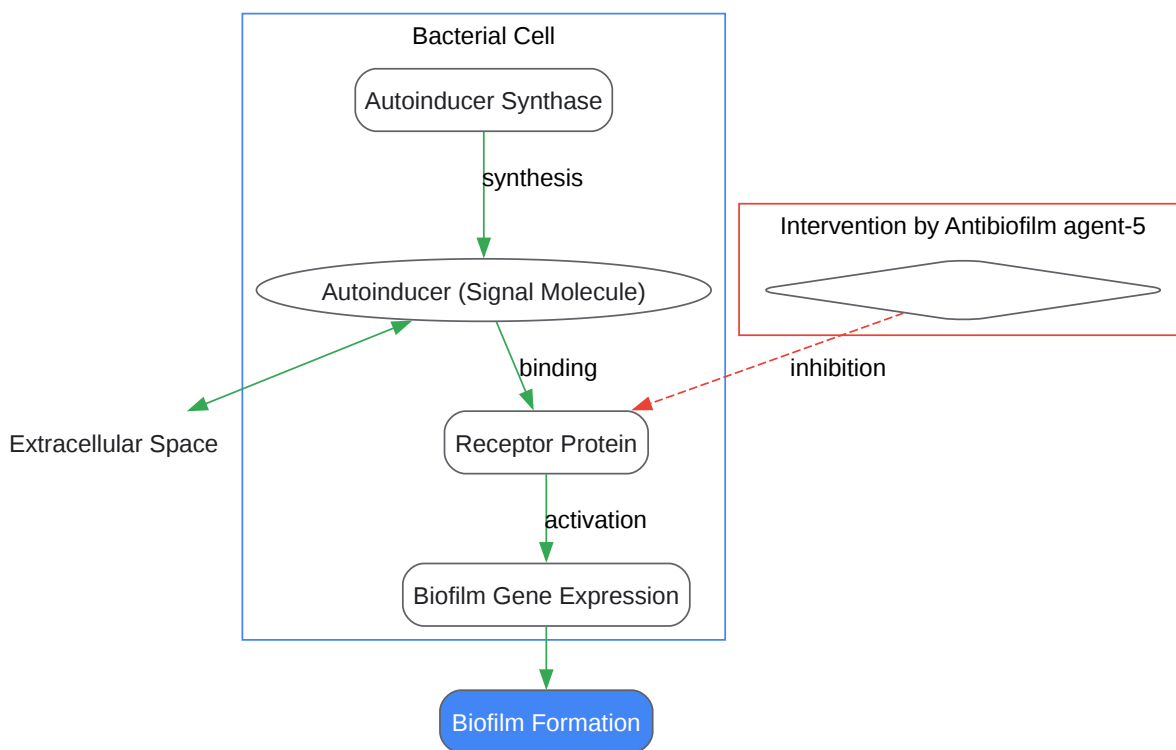 Bacterial Cell
Autoinducer Synthase
synthesis
Intervention by Antibiofilm agent-5
Autoinducer (Signal Molecule)
binding
inhibition
Extracellular Space
Receptor Protein
activation
Biofilm Gene Expression
Biofilm Formation